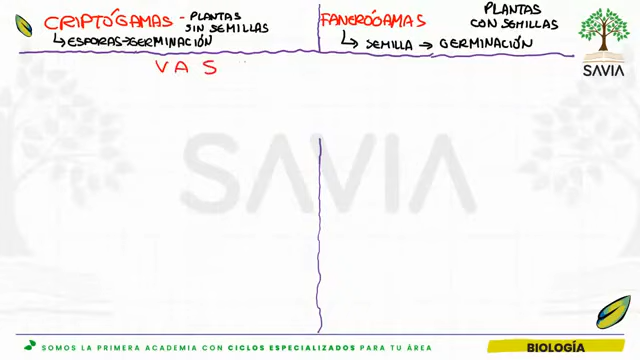 CRIPTÓGAMAS - PLANTAS SIN SEMILLAS
↳ ESPORAS → GERMINACIÓN
FANERÓGAMAS PLANTAS CON SEMILLAS
↳ SEMILLA → GERMINACIÓN
SAVIA
V A S
SAVIA
SOMOS LA PRIMERA ACADEMIA CON CICLOS ESPECIALIZADOS PARA TU ÁREA
BIOLOGÍA